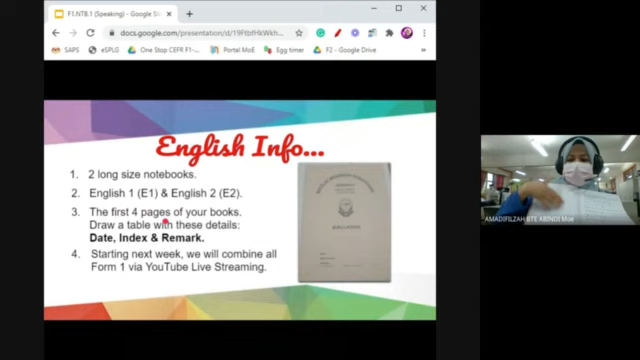 F1.NTB.1 (Speaking) - Google Sli
docs.google.com/presentation/d/19FtbfHkWkh...
SAPS
eSPLG
One Stop CEFR F1-...
Portal MoE
Egg timer
F2 - Google Drive
English Info...
1. 2 long size notebooks.
2. English 1 (E1) & English 2 (E2).
3. The first 4 pages of your books.
Draw a table with these details:
Date, Index & Remark.
4. Starting next week, we will combine all
Form 1 via YouTube Live Streaming.
AMADIFILZAH BTE ABINDI Moe